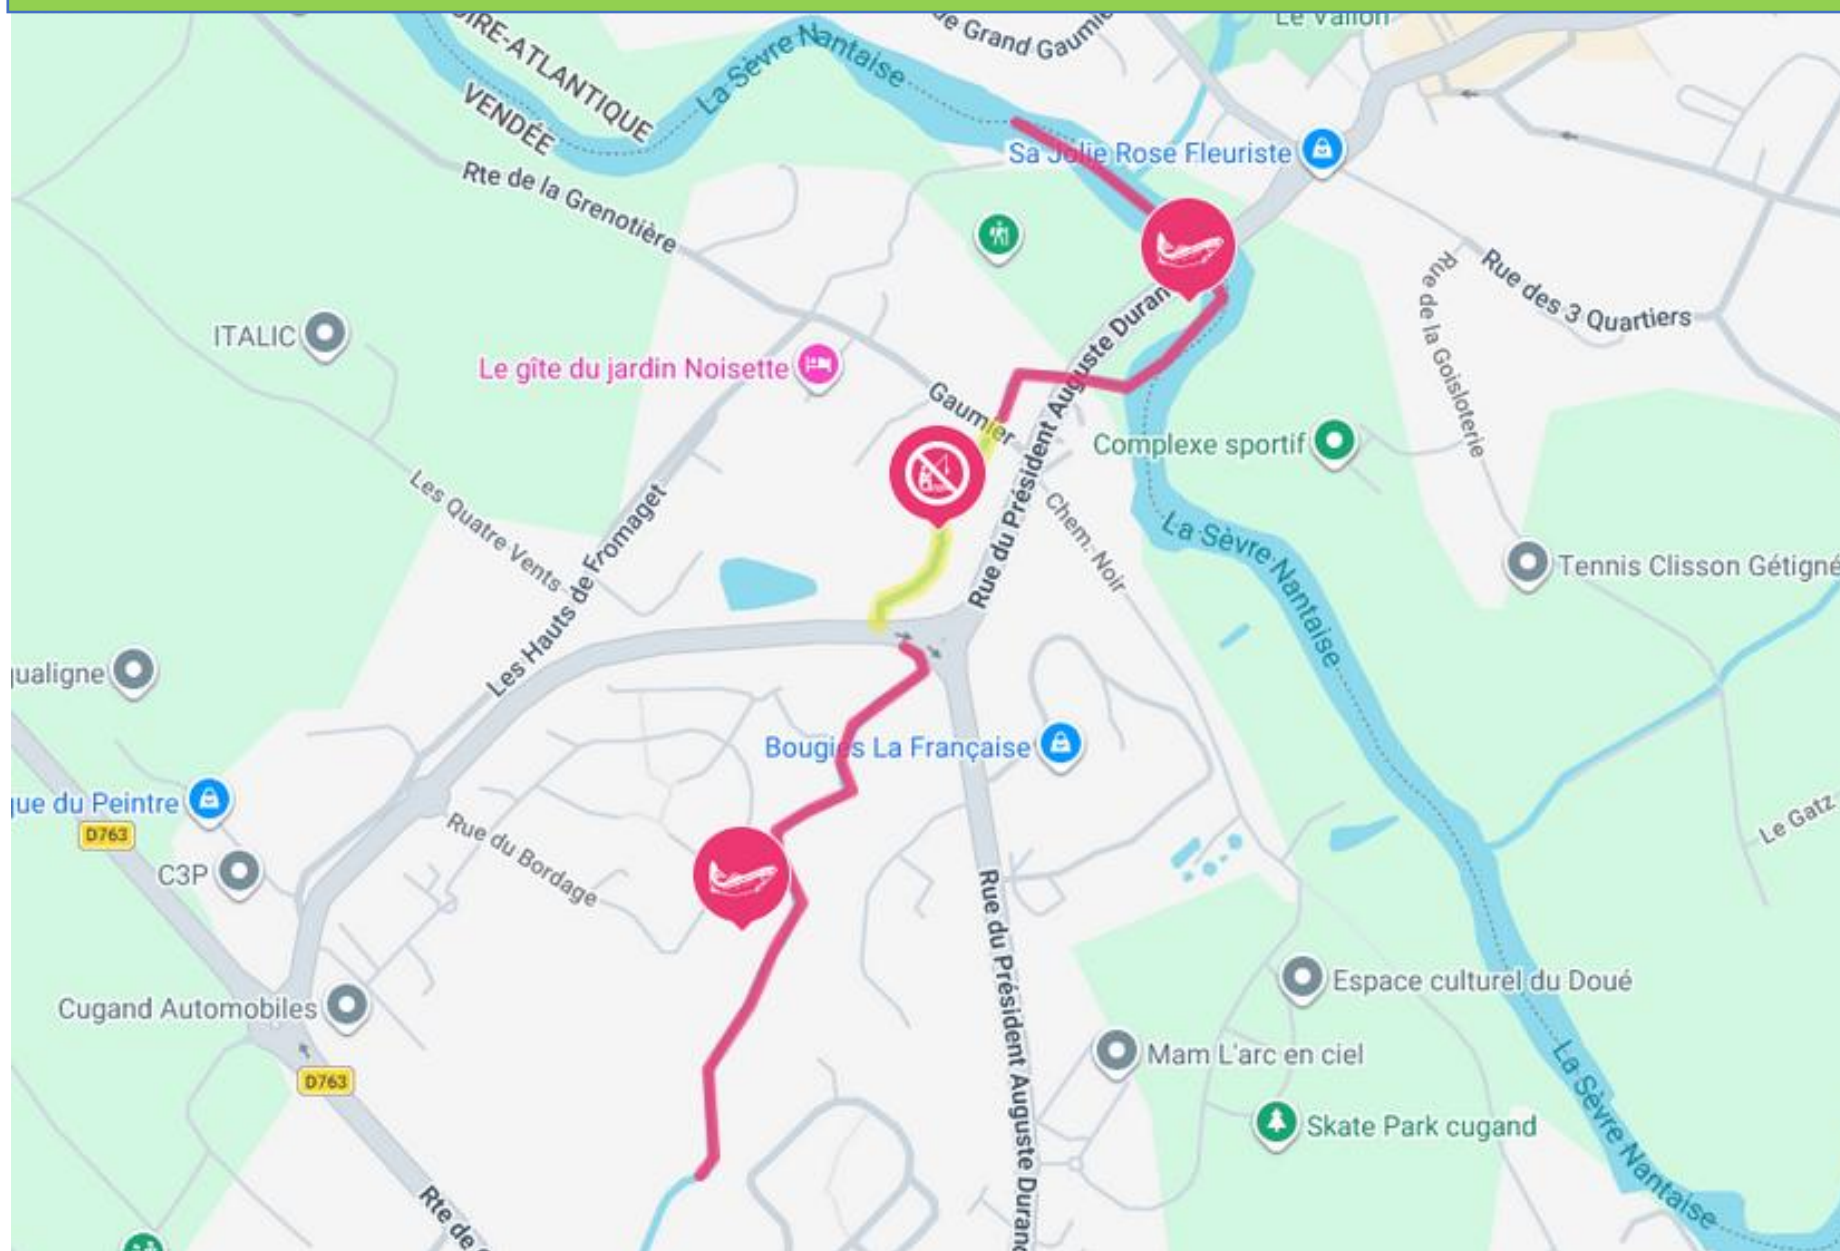 Le Vallon
de Grand Gaumier
OIRE-ATLANTIQUE
VENDÉE
La Sèvre Nantaise
Sa Jolie Rose Fleuriste
Rte de la Grenotière
Rue des 3 Quartiers
Rue de la Goisloterie
ITALIC
Le gîte du jardin Noisette
Rue du Président Auguste Duran
Gaumier
Complexe sportif
Les Quatre Vents
Les Hauts de Fromaget
Chem. Noir
La Sèvre Nantaise
Tennis Clisson Gétigné
qualigne
Bougies La Française
que du Peintre
D763
Le Gatz
Rue du Bordage
C3P
Rue du Président Auguste Durand
Espace culturel du Doué
Cugand Automobiles
Mam L'arc en ciel
La Sèvre Nantaise
D763
Skate Park cugand
Rte de